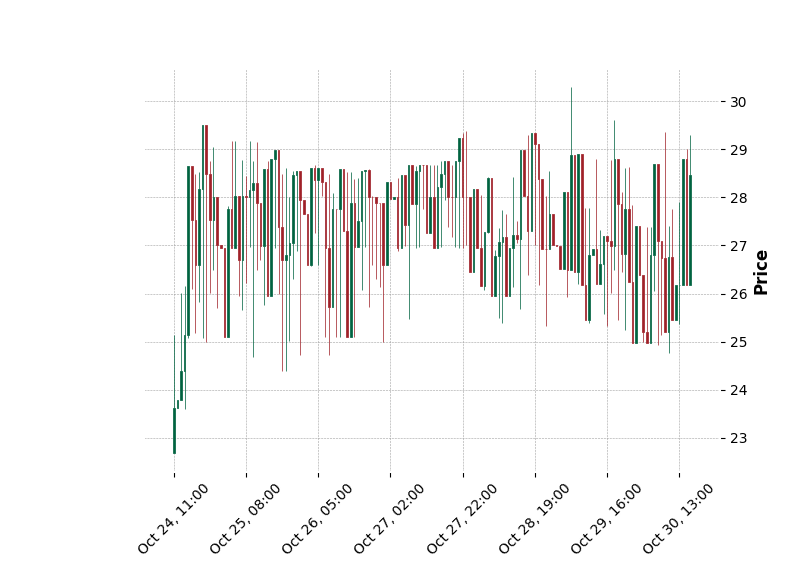 30
29
28
27
26
25
24
23
Price
Oct 24, 11:00
Oct 25, 08:00
Oct 26, 05:00
Oct 27, 02:00
Oct 27, 22:00
Oct 28, 19:00
Oct 29, 16:00
Oct 30, 13:00